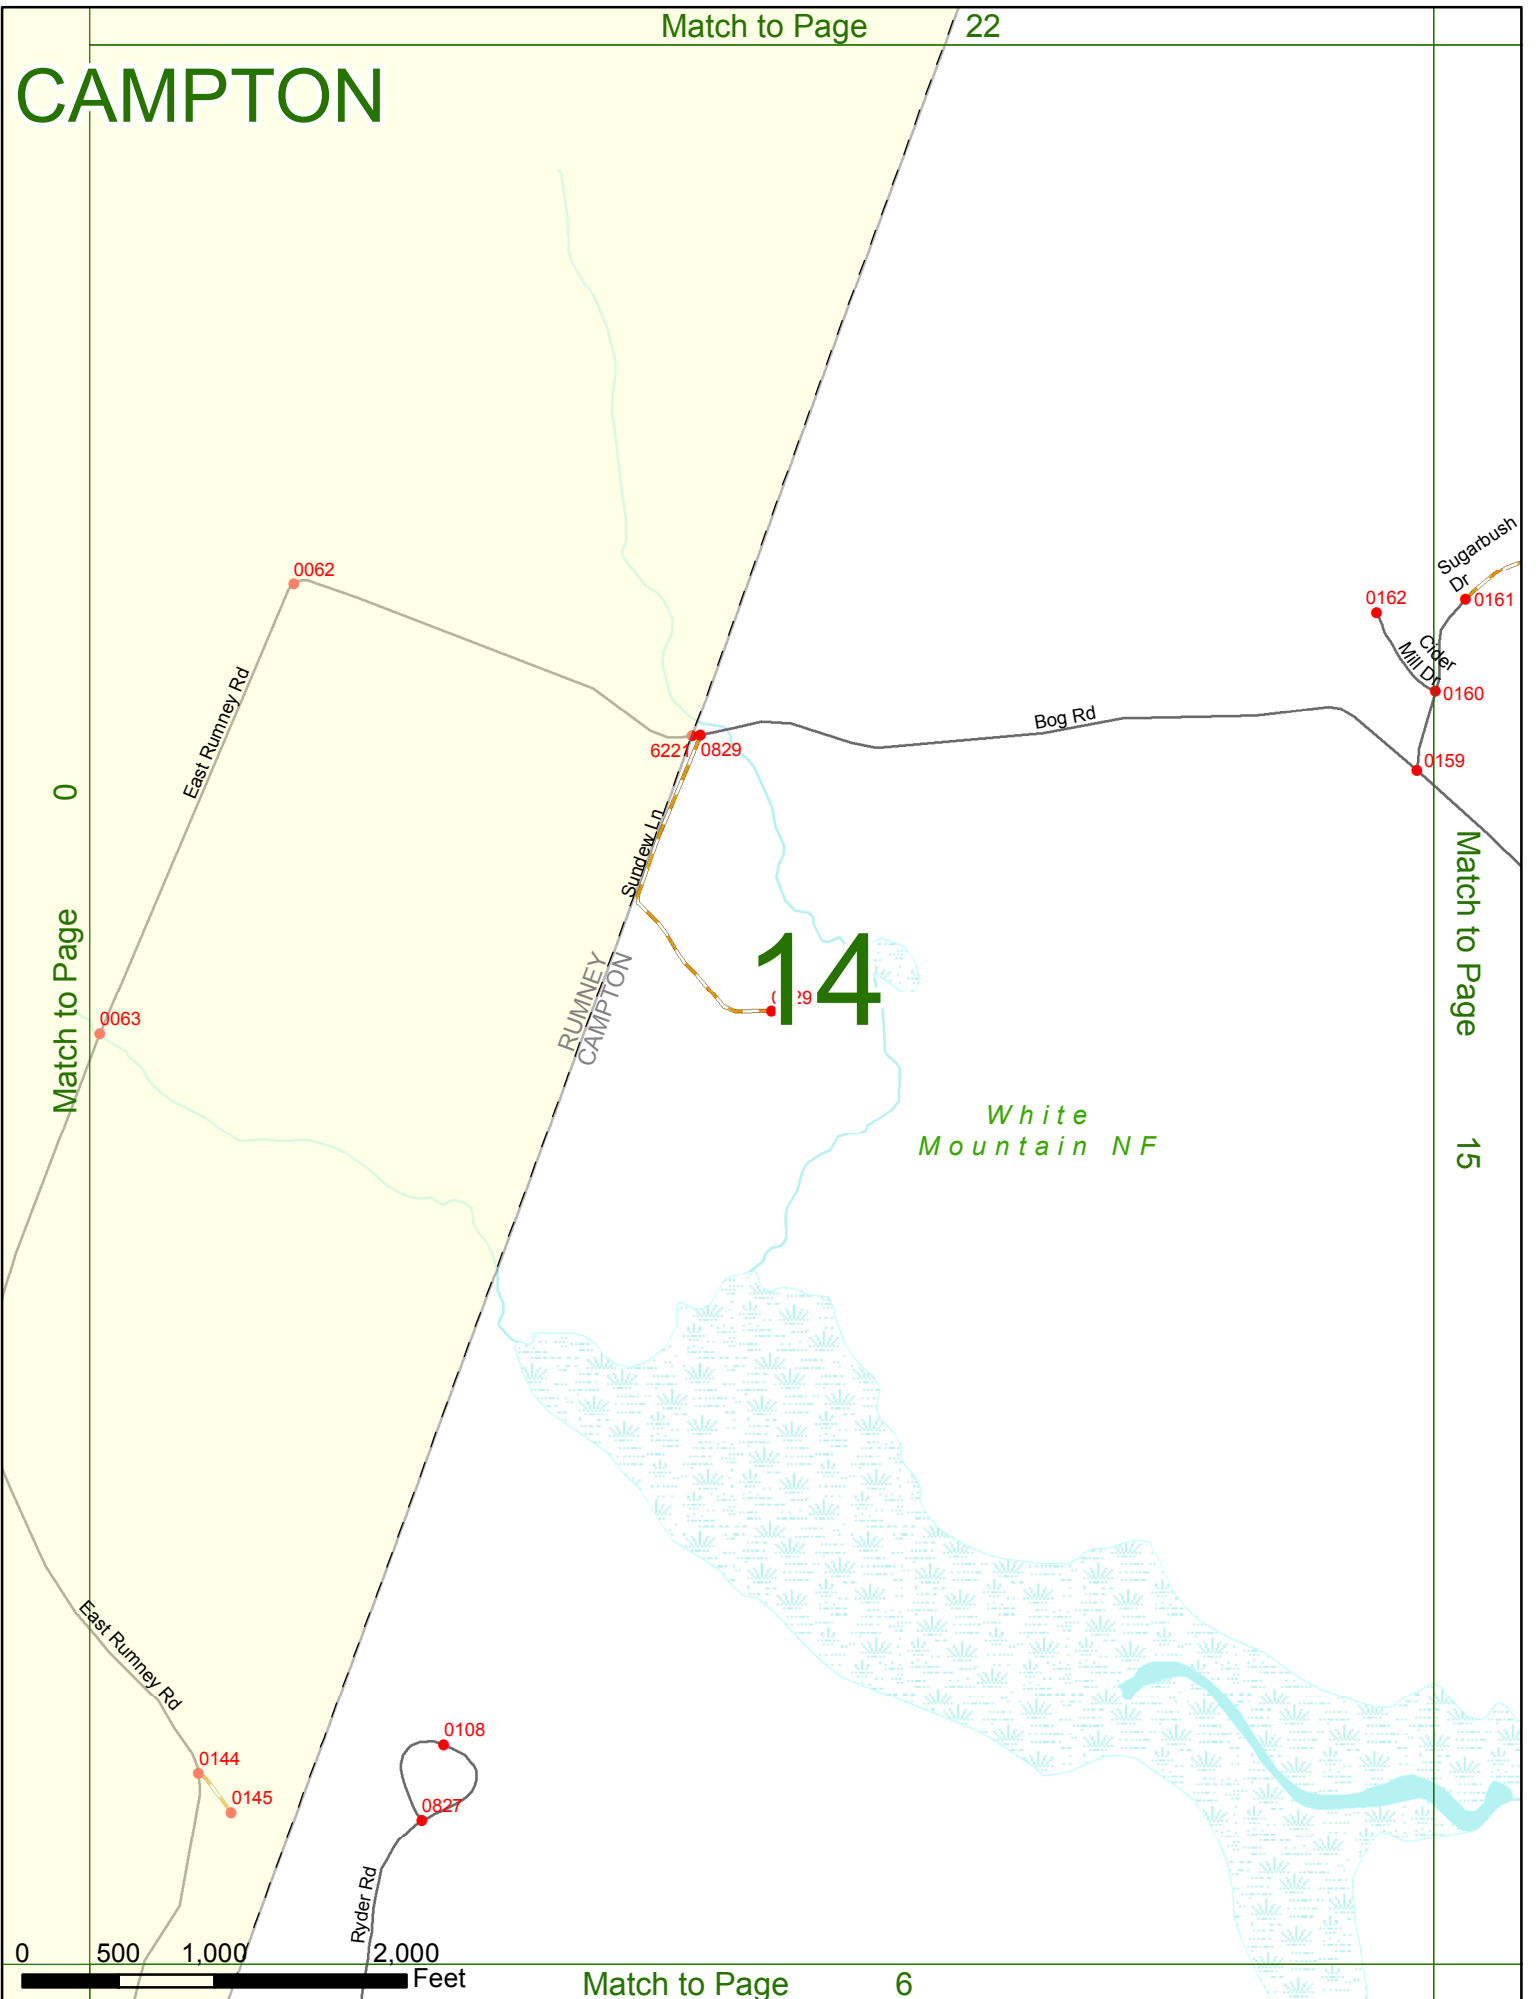 Match to Page 22
CAMPTON
Sugarbush
Dr
0062
0162
0161
Cider
Mill Dr
0160
East Rumney Rd
Bog Rd
6221
0829
0159
0
Match to Page
Sundew Ln
Match to Page
15
14
RUMNEY
CAMPTON
0063
White
Mountain NF
East Rumney Rd
0108
0144
0145
0827
Ryder Rd
0 500 1,000 2,000
Feet
Match to Page 6